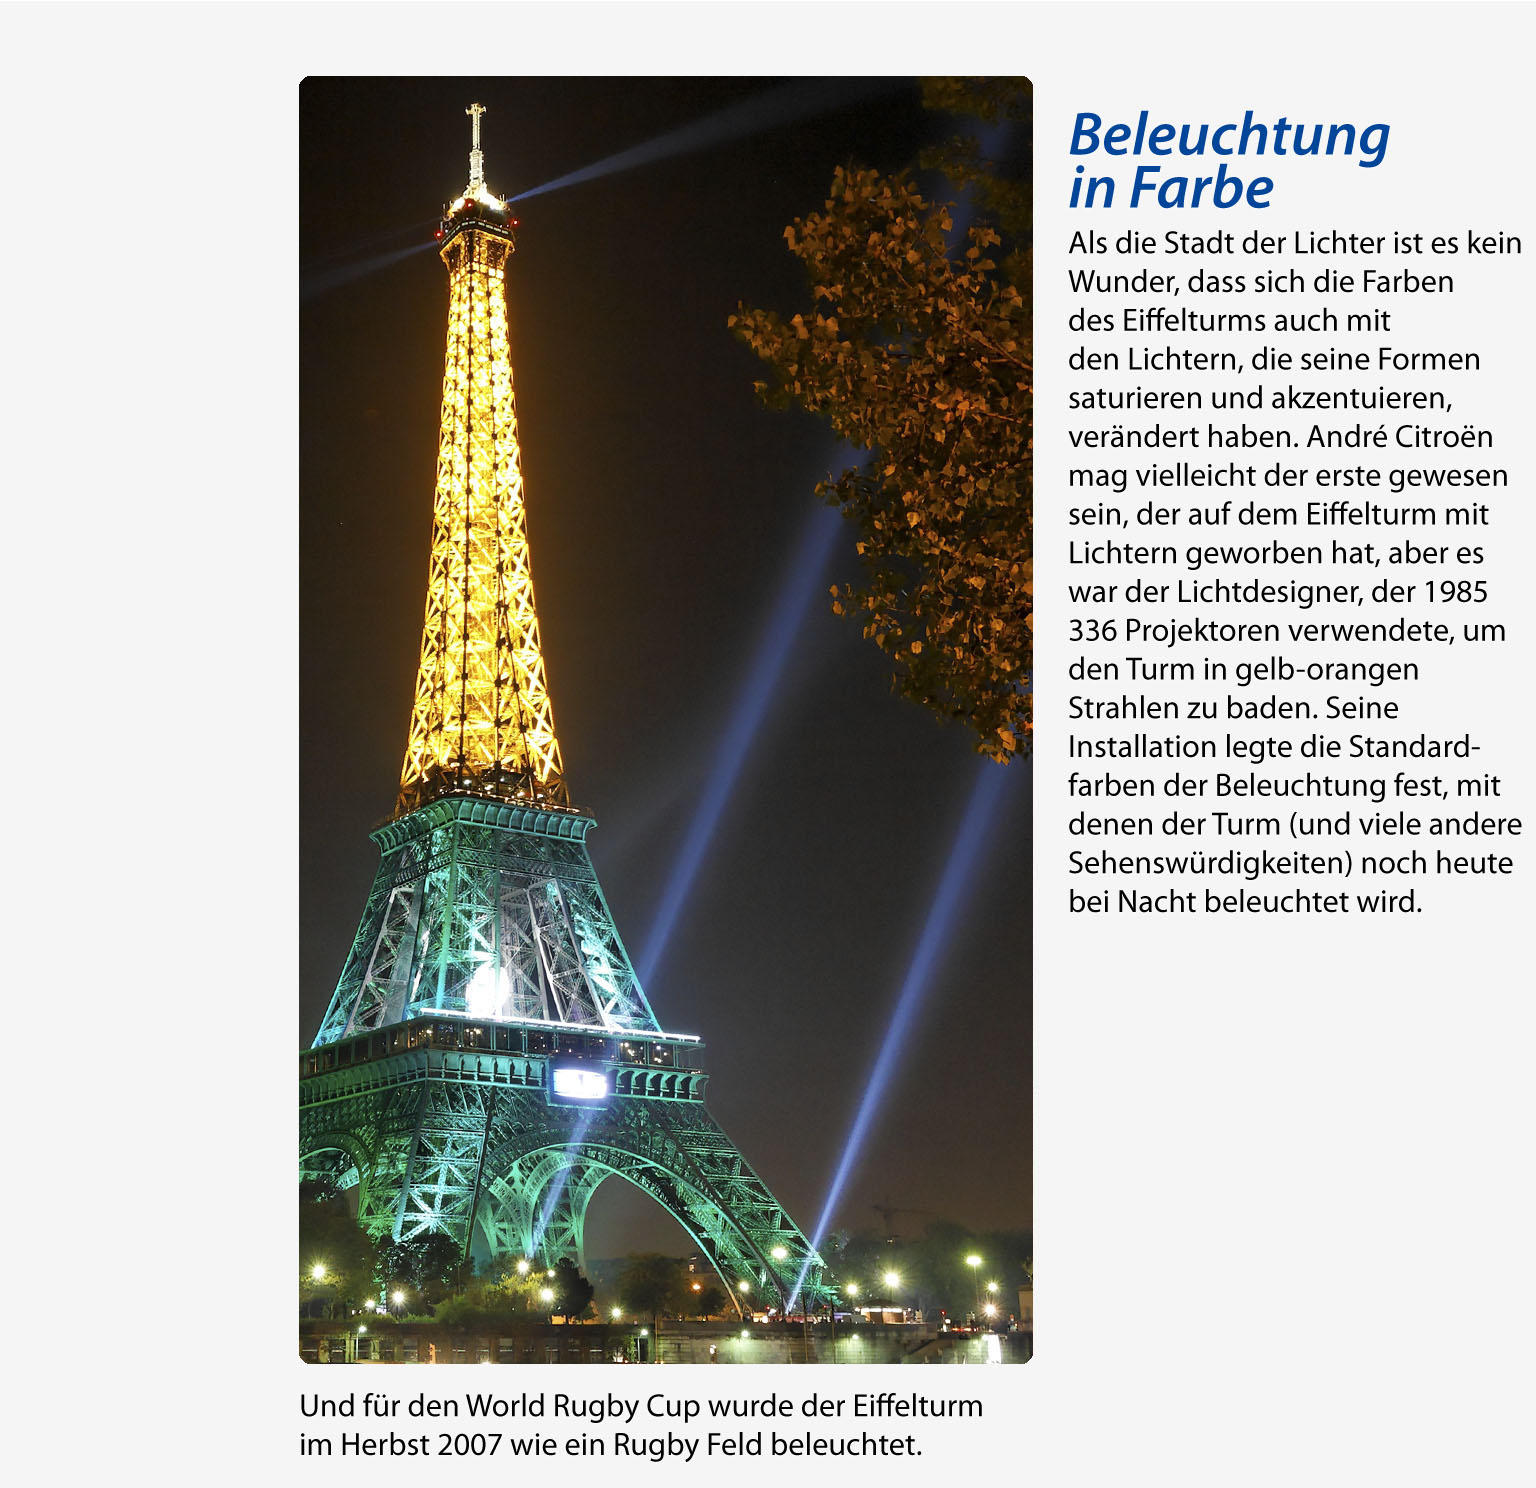 Beleuchtung
in Farbe
Als die Stadt der Lichter ist es kein
Wunder, dass sich die Farben
des Eiffelturms auch mit
den Lichtern, die seine Formen
saturieren und akzentuieren,
verändert haben. André Citroën
mag vielleicht der erste gewesen
sein, der auf dem Eiffelturm mit
Lichtern geworben hat, aber es
war der Lichtdesigner, der 1985
336 Projektoren verwendete, um
den Turm in gelb-orangen
Strahlen zu baden. Seine
Installation legte die Standard-
farben der Beleuchtung fest, mit
denen der Turm (und viele andere
Sehenswürdigkeiten) noch heute
bei Nacht beleuchtet wird.
Und für den World Rugby Cup wurde der Eiffelturm
im Herbst 2007 wie ein Rugby Feld beleuchtet.